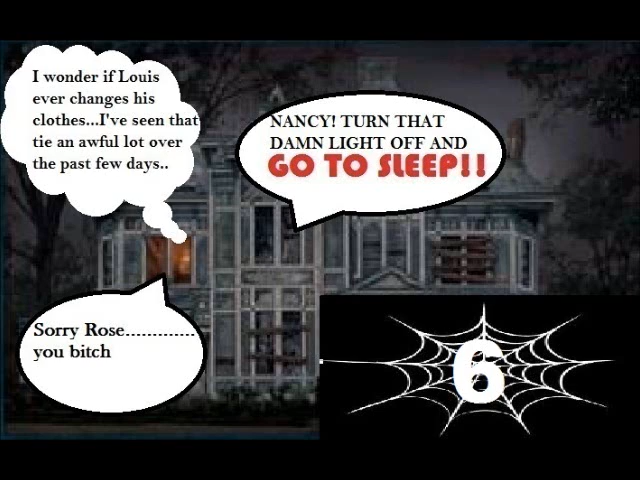 I wonder if Louis
ever changes his
clothes...I've seen that
tie an awful lot over
the past few days..
NANCY! TURN THAT
DAMN LIGHT OFF AND
GO TO SLEEP!!
Sorry Rose.............
you bitch
6